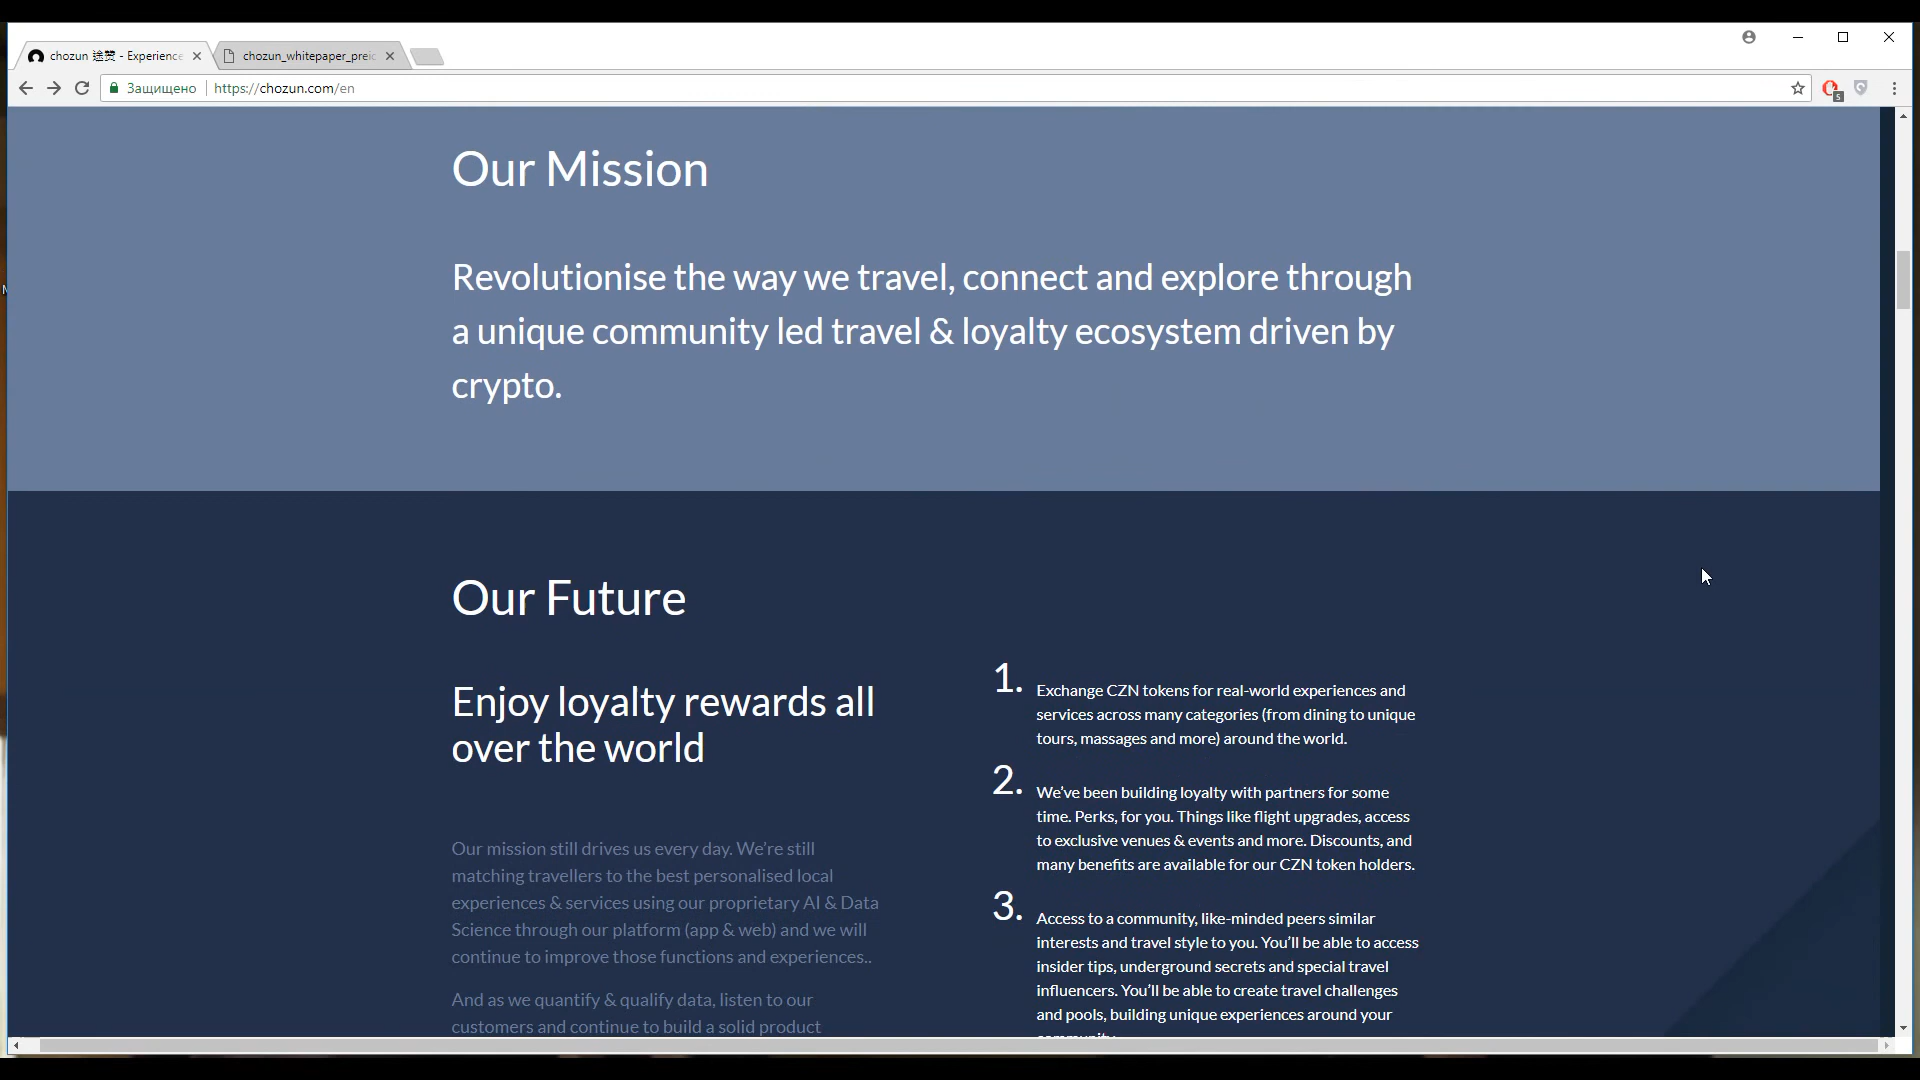 chozun 途赞 - Experience
chozun_whitepaper_preic
Защищено
https://chozun.com/en
5
Our Mission
Revolutionise the way we travel, connect and explore through
a unique community led travel & loyalty ecosystem driven by
crypto.
Our Future
Enjoy loyalty rewards all
over the world
Our mission still drives us every day. We’re still
matching travellers to the best personalised local
experiences & services using our proprietary AI & Data
Science through our platform (app & web) and we will
continue to improve those functions and experiences..
And as we quantify & qualify data, listen to our
customers and continue to build a solid product
1.
Exchange CZN tokens for real-world experiences and
services across many categories (from dining to unique
tours, massages and more) around the world.
2.
We’ve been building loyalty with partners for some
time. Perks, for you. Things like flight upgrades, access
to exclusive venues & events and more. Discounts, and
many benefits are available for our CZN token holders.
3.
Access to a community, like-minded peers similar
interests and travel style to you. You’ll be able to access
insider tips, underground secrets and special travel
influencers. You’ll be able to create travel challenges
and pools, building unique experiences around your